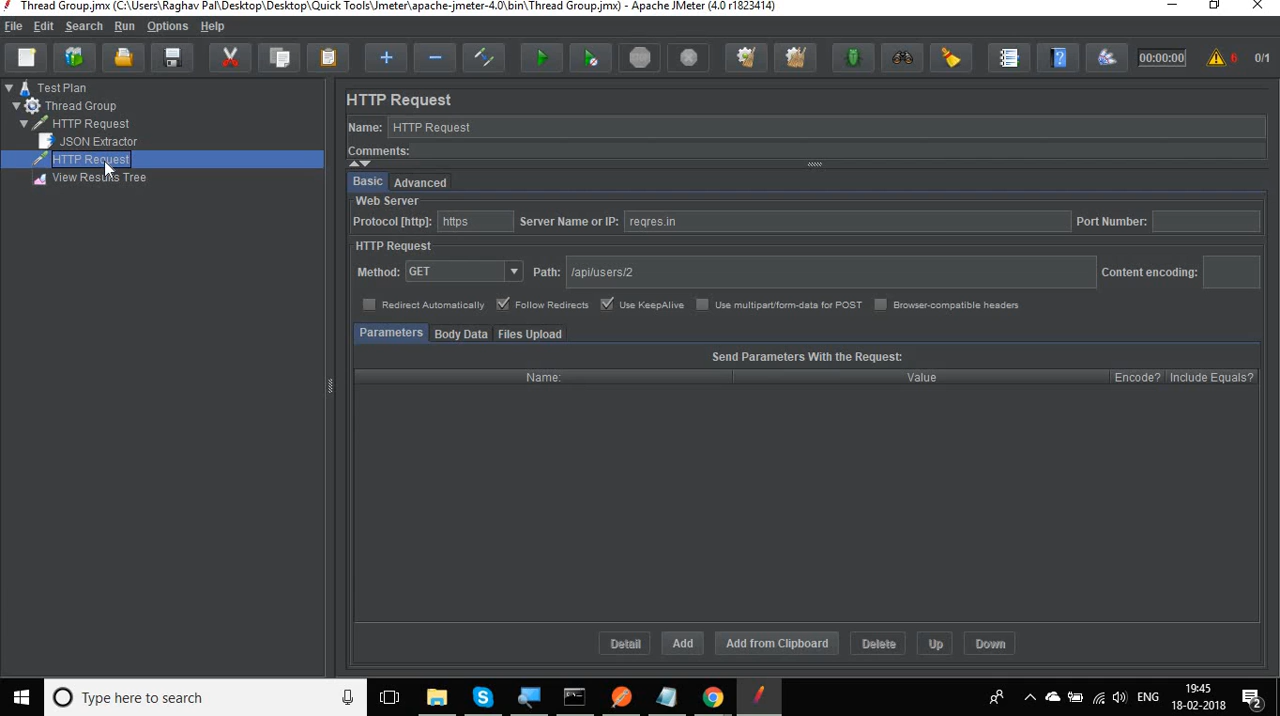 Thread Group.jmx (C:\Users\Raghav Pal\Desktop\Desktop\Quick Tools\Jmeter\apache-jmeter-4.0\bin\Thread Group.jmx) - Apache JMeter (4.0 r1823414)
File Edit Search Run Options Help
00:00:00 6 0/1
Test Plan
Thread Group
HTTP Request
JSON Extractor
HTTP Request
View Results Tree
HTTP Request
Name: HTTP Request
Comments:
Basic Advanced
Web Server
Protocol [http]: https Server Name or IP: reqres.in Port Number:
HTTP Request
Method: GET Path: /api/users/2 Content encoding:
Redirect Automatically Follow Redirects Use KeepAlive Use multipart/form-data for POST Browser-compatible headers
Parameters Body Data Files Upload
Send Parameters With the Request:
Name: Value Encode? Include Equals?
Detail Add Add from Clipboard Delete Up Down
Type here to search
ENG
19:45
18-02-2018
2